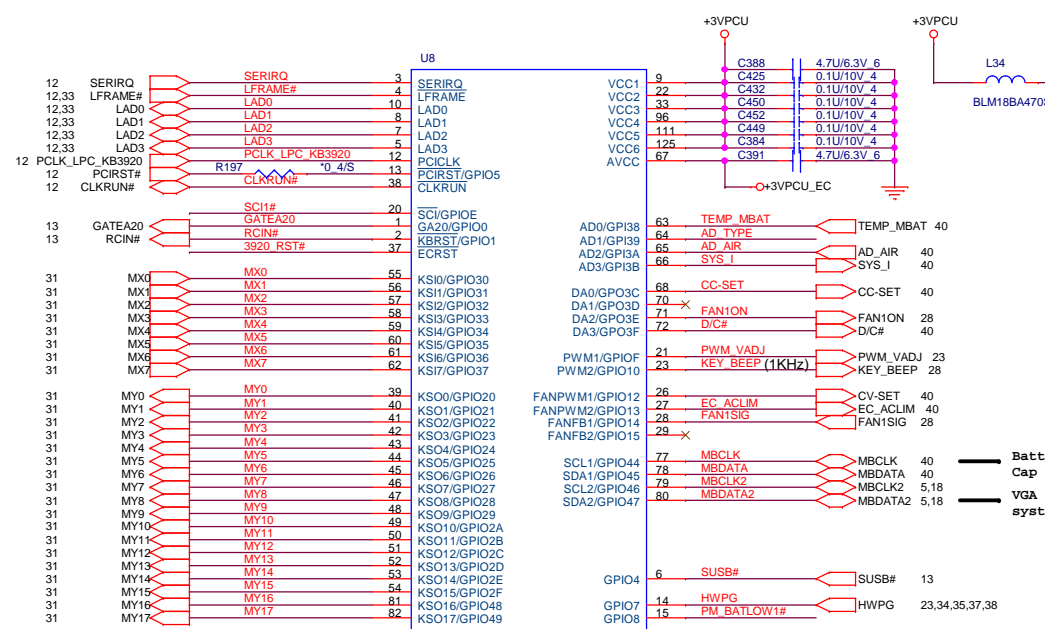 +3VPCU +3VPCU
U8
L34
BLM18BA470S
12 SERIRQ SERIRQ 3 SERIRQ
12,33 LFRAME# LFRAME# 4 LFRAME
12,33 LAD0 LAD0 10 LAD0
12,33 LAD1 LAD1 8 LAD1
12,33 LAD2 LAD2 7 LAD2
12,33 LAD3 LAD3 5 LAD3
12 PCLK_LPC_KB3920 PCLK_LPC_KB3920 12 PCICLK
12 PCIRST# R197 *0_4/S 13 PCIRST/GPIO5
12 CLKRUN# CLKRUN# 38 CLKRUN
SCI1# 20 SCI/GPIOE
13 GATEA20 GATEA20 1 GA20/GPIO0
13 RCIN# RCIN# 2 KBRST/GPIO1
3920_RST# 37 ECRST
31 MX0 MX0 55 KSI0/GPIO30
31 MX1 MX1 56 KSI1/GPIO31
31 MX2 MX2 57 KSI2/GPIO32
31 MX3 MX3 58 KSI3/GPIO33
31 MX4 MX4 59 KSI4/GPIO34
31 MX5 MX5 60 KSI5/GPIO35
31 MX6 MX6 61 KSI6/GPIO36
31 MX7 MX7 62 KSI7/GPIO37
31 MY0 MY0 39 KSO0/GPIO20
31 MY1 MY1 40 KSO1/GPIO21
31 MY2 MY2 41 KSO2/GPIO22
31 MY3 MY3 42 KSO3/GPIO23
31 MY4 MY4 43 KSO4/GPIO24
31 MY5 MY5 44 KSO5/GPIO25
31 MY6 MY6 45 KSO6/GPIO26
31 MY7 MY7 46 KSO7/GPIO27
31 MY8 MY8 47 KSO8/GPIO28
31 MY9 MY9 48 KSO9/GPIO29
31 MY10 MY10 49 KSO10/GPIO2A
31 MY11 MY11 50 KSO11/GPIO2B
31 MY12 MY12 51 KSO12/GPIO2C
31 MY13 MY13 52 KSO13/GPIO2D
31 MY14 MY14 53 KSO14/GPIO2E
31 MY15 MY15 54 KSO15/GPIO2F
31 MY16 MY16 81 KSO16/GPIO48
31 MY17 MY17 82 KSO17/GPIO49
C388 4.7U/6.3V_6
VCC1 9 C425 0.1U/10V_4
VCC2 22 C432 0.1U/10V_4
VCC3 33 C450 0.1U/10V_4
VCC4 96 C452 0.1U/10V_4
VCC5 111 C449 0.1U/10V_4
VCC6 125 C384 0.1U/10V_4
AVCC 67 C391 4.7U/6.3V_6
+3VPCU_EC
AD0/GPI38 63 TEMP_MBAT TEMP_MBAT 40
AD1/GPI39 64 AD_TYPE
AD2/GPI3A 65 AD_AIR AD_AIR 40
AD3/GPI3B 66 SYS_I SYS_I 40
DA0/GPO3C 68 CC-SET CC-SET 40
DA1/GPO3D 70
DA2/GPO3E 71 FAN1ON FAN1ON 28
DA3/GPO3F 72 D/C# D/C# 40
PWM1/GPIOF 21 PWM_VADJ PWM_VADJ 23
PWM2/GPIO10 23 KEY_BEEP (1KHz) KEY_BEEP 28
FANPWM1/GPIO12 26 CV-SET 40
FANPWM2/GPIO13 27 EC_ACLIM EC_ACLIM 40
FANFB1/GPIO14 28 FAN1SIG FAN1SIG 28
FANFB2/GPIO15 29
SCL1/GPIO44 77 MBCLK MBCLK 40 Batt
SDA1/GPIO45 78 MBDATA MBDATA 40 Cap
SCL2/GPIO46 79 MBCLK2 MBCLK2 5,18 VGA
SDA2/GPIO47 80 MBDATA2 MBDATA2 5,18 syst
GPIO4 6 SUSB# SUSB# 13
GPIO7 14 HWPG HWPG 23,34,35,37,38
GPIO8 15 PM_BATLOW1#